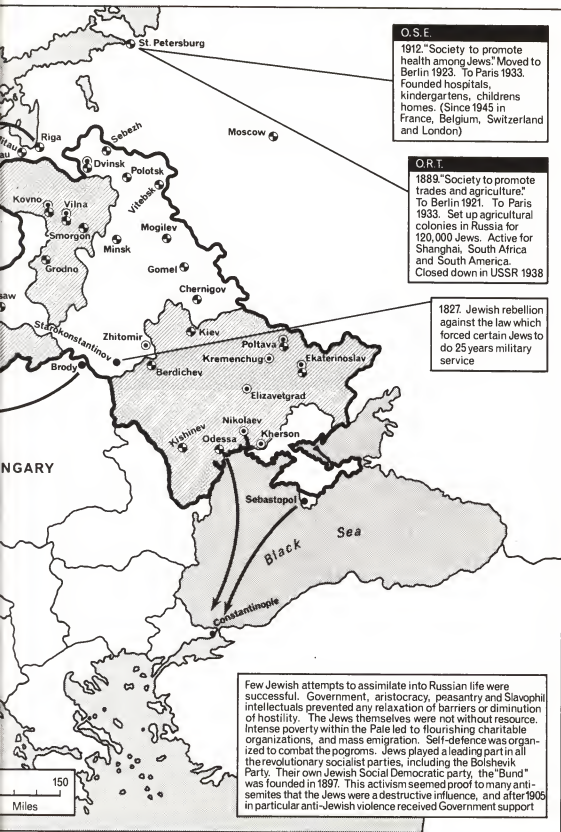 St. Petersburg
O.S.E.
1912."Society to promote
health among Jews." Moved to
Berlin 1923. To Paris 1933.
Founded hospitals,
kindergartens, childrens
homes. (Since 1945 in
France, Belgium, Switzerland
and London)
O.R.T.
1889."Society to promote
trades and agriculture."
To Berlin 1921. To Paris
1933. Set up agricultural
colonies in Russia for
120,000 Jews. Active for
Shanghai, South Africa
and South America.
Closed down in USSR 1938
1827. Jewish rebellion
against the law which
forced certain Jews to
do 25 years military
service
Riga
Sebezh
Moscow
Dvinsk
Polotsk
Vitebsk
Kovno
Vilna
Smorgon
Mogilev
Minsk
Grodno
Gomel
Chernigov
saw
Starokonstantinov
Zhitomir
Kiev
Poltava
Kremenchug
Ekaterinoslav
Brody
Berdichev
Elizavetgrad
Nikolaev
Kishinev
Odessa
Kherson
NGARY
Sebastopol
Black Sea
Constantinople
Few Jewish attempts to assimilate into Russian life were
successful. Government, aristocracy, peasantry and Slavophil
intellectuals prevented any relaxation of barriers or diminution
of hostility. The Jews themselves were not without resource.
Intense poverty within the Pale led to flourishing charitable
organizations, and mass emigration. Self-defence was organ-
ized to combat the pogroms. Jews played a leading part in all
the revolutionary socialist parties, including the Bolshevik
Party. Their own Jewish Social Democratic party, the "Bund"
was founded in 1897. This activism seemed proof to many anti-
semites that the Jews were a destructive influence, and after 1905
in particular anti-Jewish violence received Government support
150
Miles